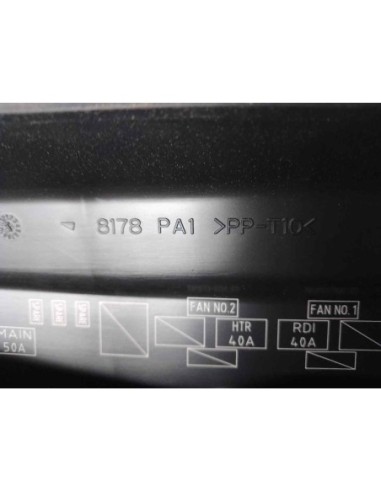 8178 PA1 >PP-T10<
FAN NO.2
FAN NO.1
MAIN
50A
HTR
40A
RDI
40A